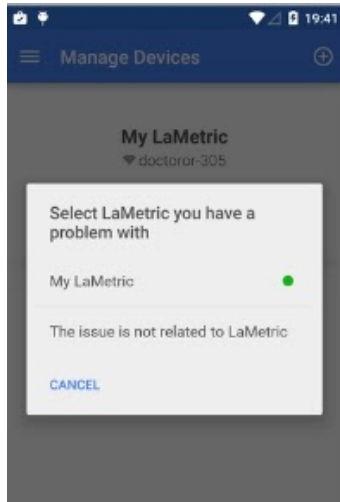 19:41
Manage Devices
My LaMetric
doctoror-305
Select LaMetric you have a
problem with
My LaMetric
The issue is not related to LaMetric
CANCEL